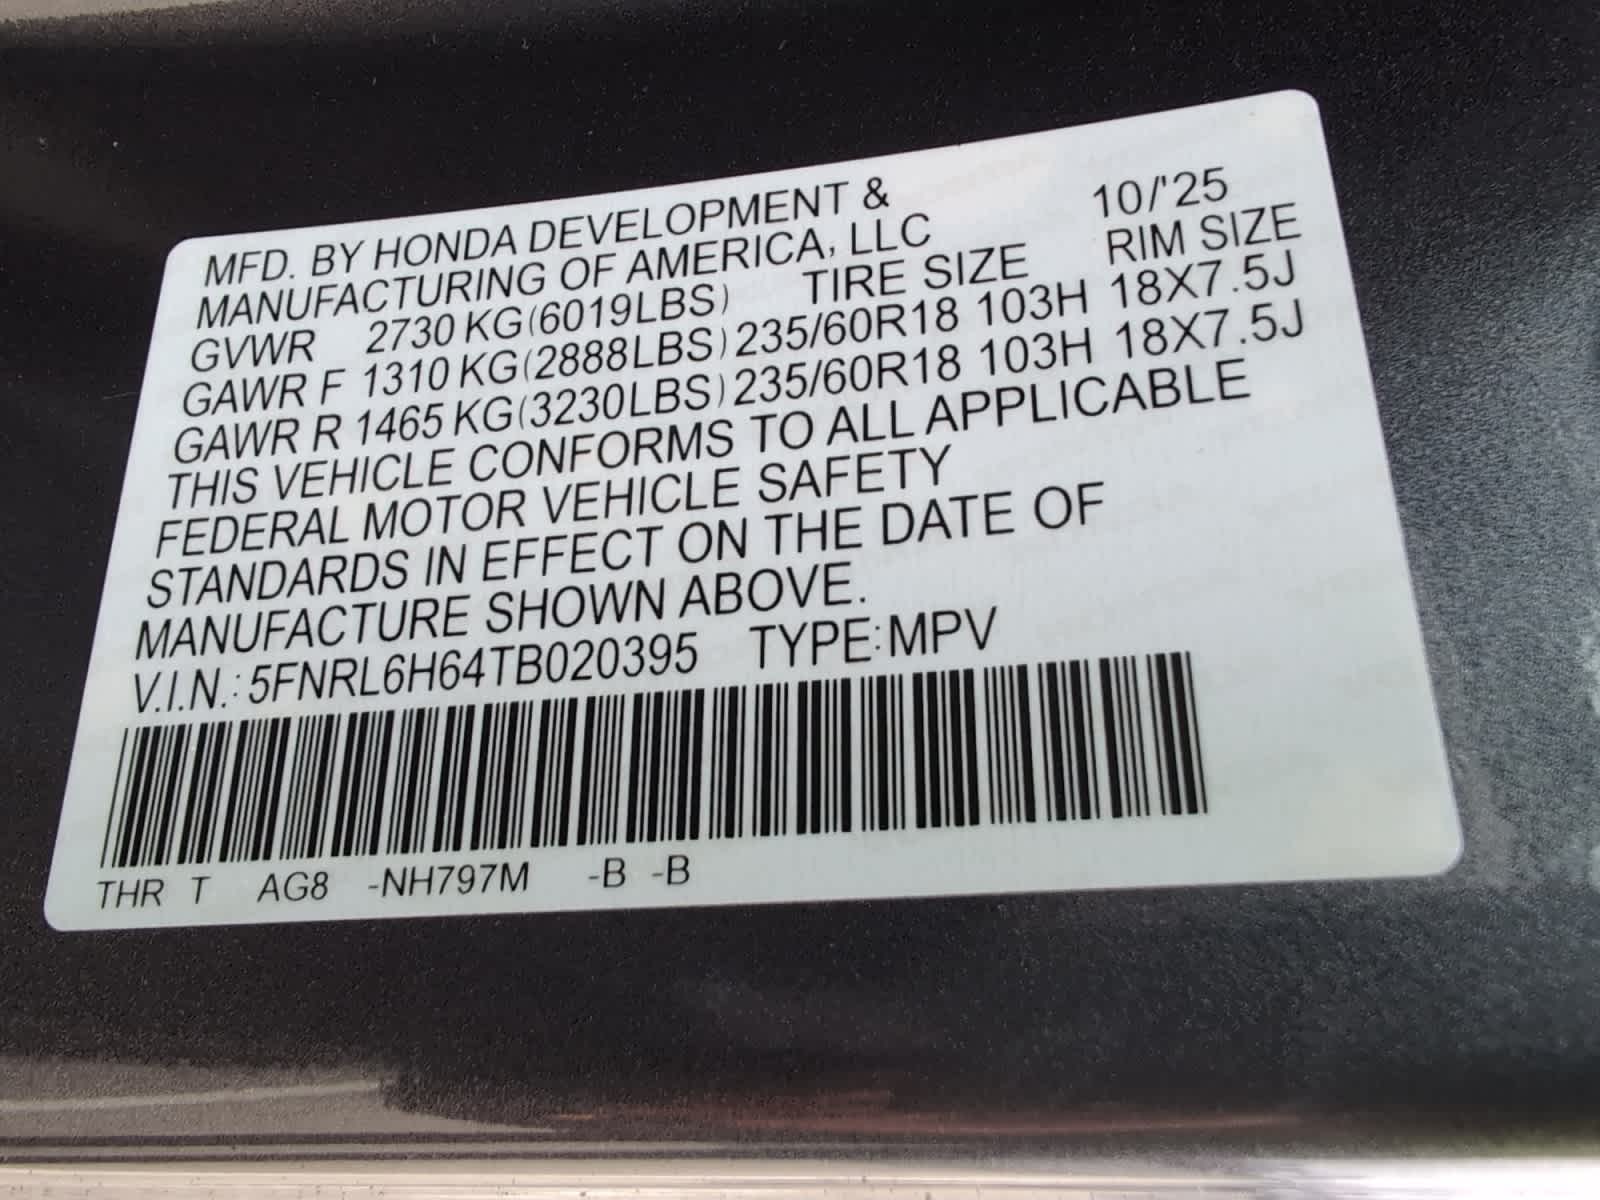 MFD. BY HONDA DEVELOPMENT & 10/'25
MANUFACTURING OF AMERICA, LLC
GVWR 2730 KG(6019LBS) TIRE SIZE RIM SIZE
GAWR F 1310 KG(2888LBS) 235/60R18 103H 18X7.5J
GAWR R 1465 KG(3230LBS) 235/60R18 103H 18X7.5J
THIS VEHICLE CONFORMS TO ALL APPLICABLE
FEDERAL MOTOR VEHICLE SAFETY
STANDARDS IN EFFECT ON THE DATE OF
MANUFACTURE SHOWN ABOVE.
V.I.N.: 5FNRL6H64TB020395 TYPE:MPV
THR T AG8 -NH797M -B -B